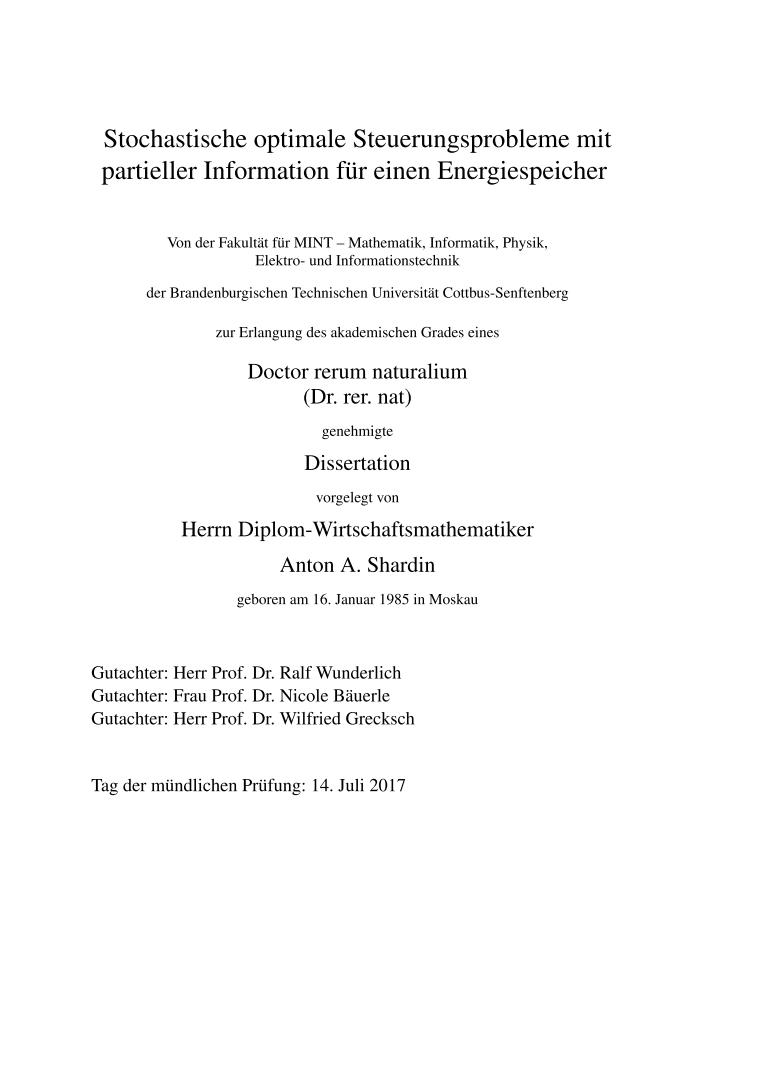 Stochastische optimale Steuerungsprobleme mit
partieller Information für einen Energiespeicher
Von der Fakultät für MINT – Mathematik, Informatik, Physik,
Elektro- und Informationstechnik
der Brandenburgischen Technischen Universität Cottbus-Senftenberg
zur Erlangung des akademischen Grades eines
Doctor rerum naturalium
(Dr. rer. nat)
genehmigte
Dissertation
vorgelegt von
Herrn Diplom-Wirtschaftsmathematiker
Anton A. Shardin
geboren am 16. Januar 1985 in Moskau
Gutachter: Herr Prof. Dr. Ralf Wunderlich
Gutachter: Frau Prof. Dr. Nicole Bäuerle
Gutachter: Herr Prof. Dr. Wilfried Grecksch
Tag der mündlichen Prüfung: 14. Juli 2017